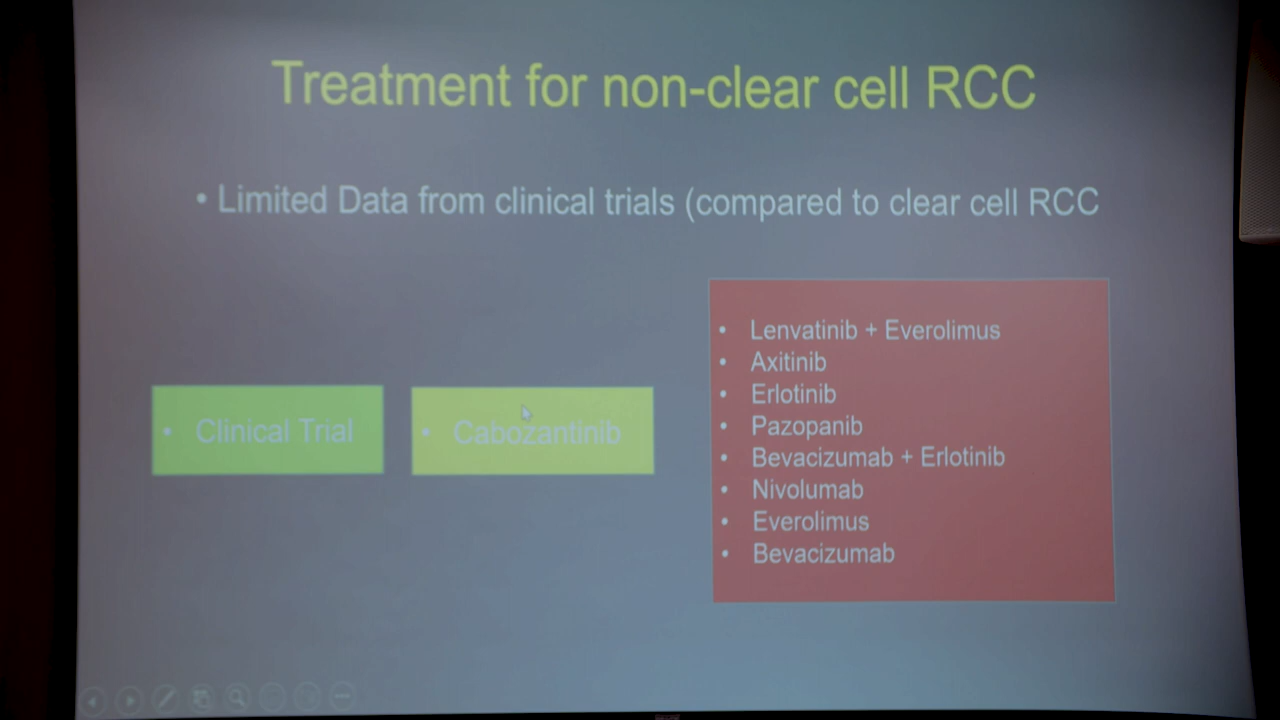 Treatment for non-clear cell RCC
• Limited Data from clinical trials (compared to clear cell RCC
• Clinical Trial
• Cabozantinib
• Lenvatinib + Everolimus
• Axitinib
• Erlotinib
• Pazopanib
• Bevacizumab + Erlotinib
• Nivolumab
• Everolimus
• Bevacizumab